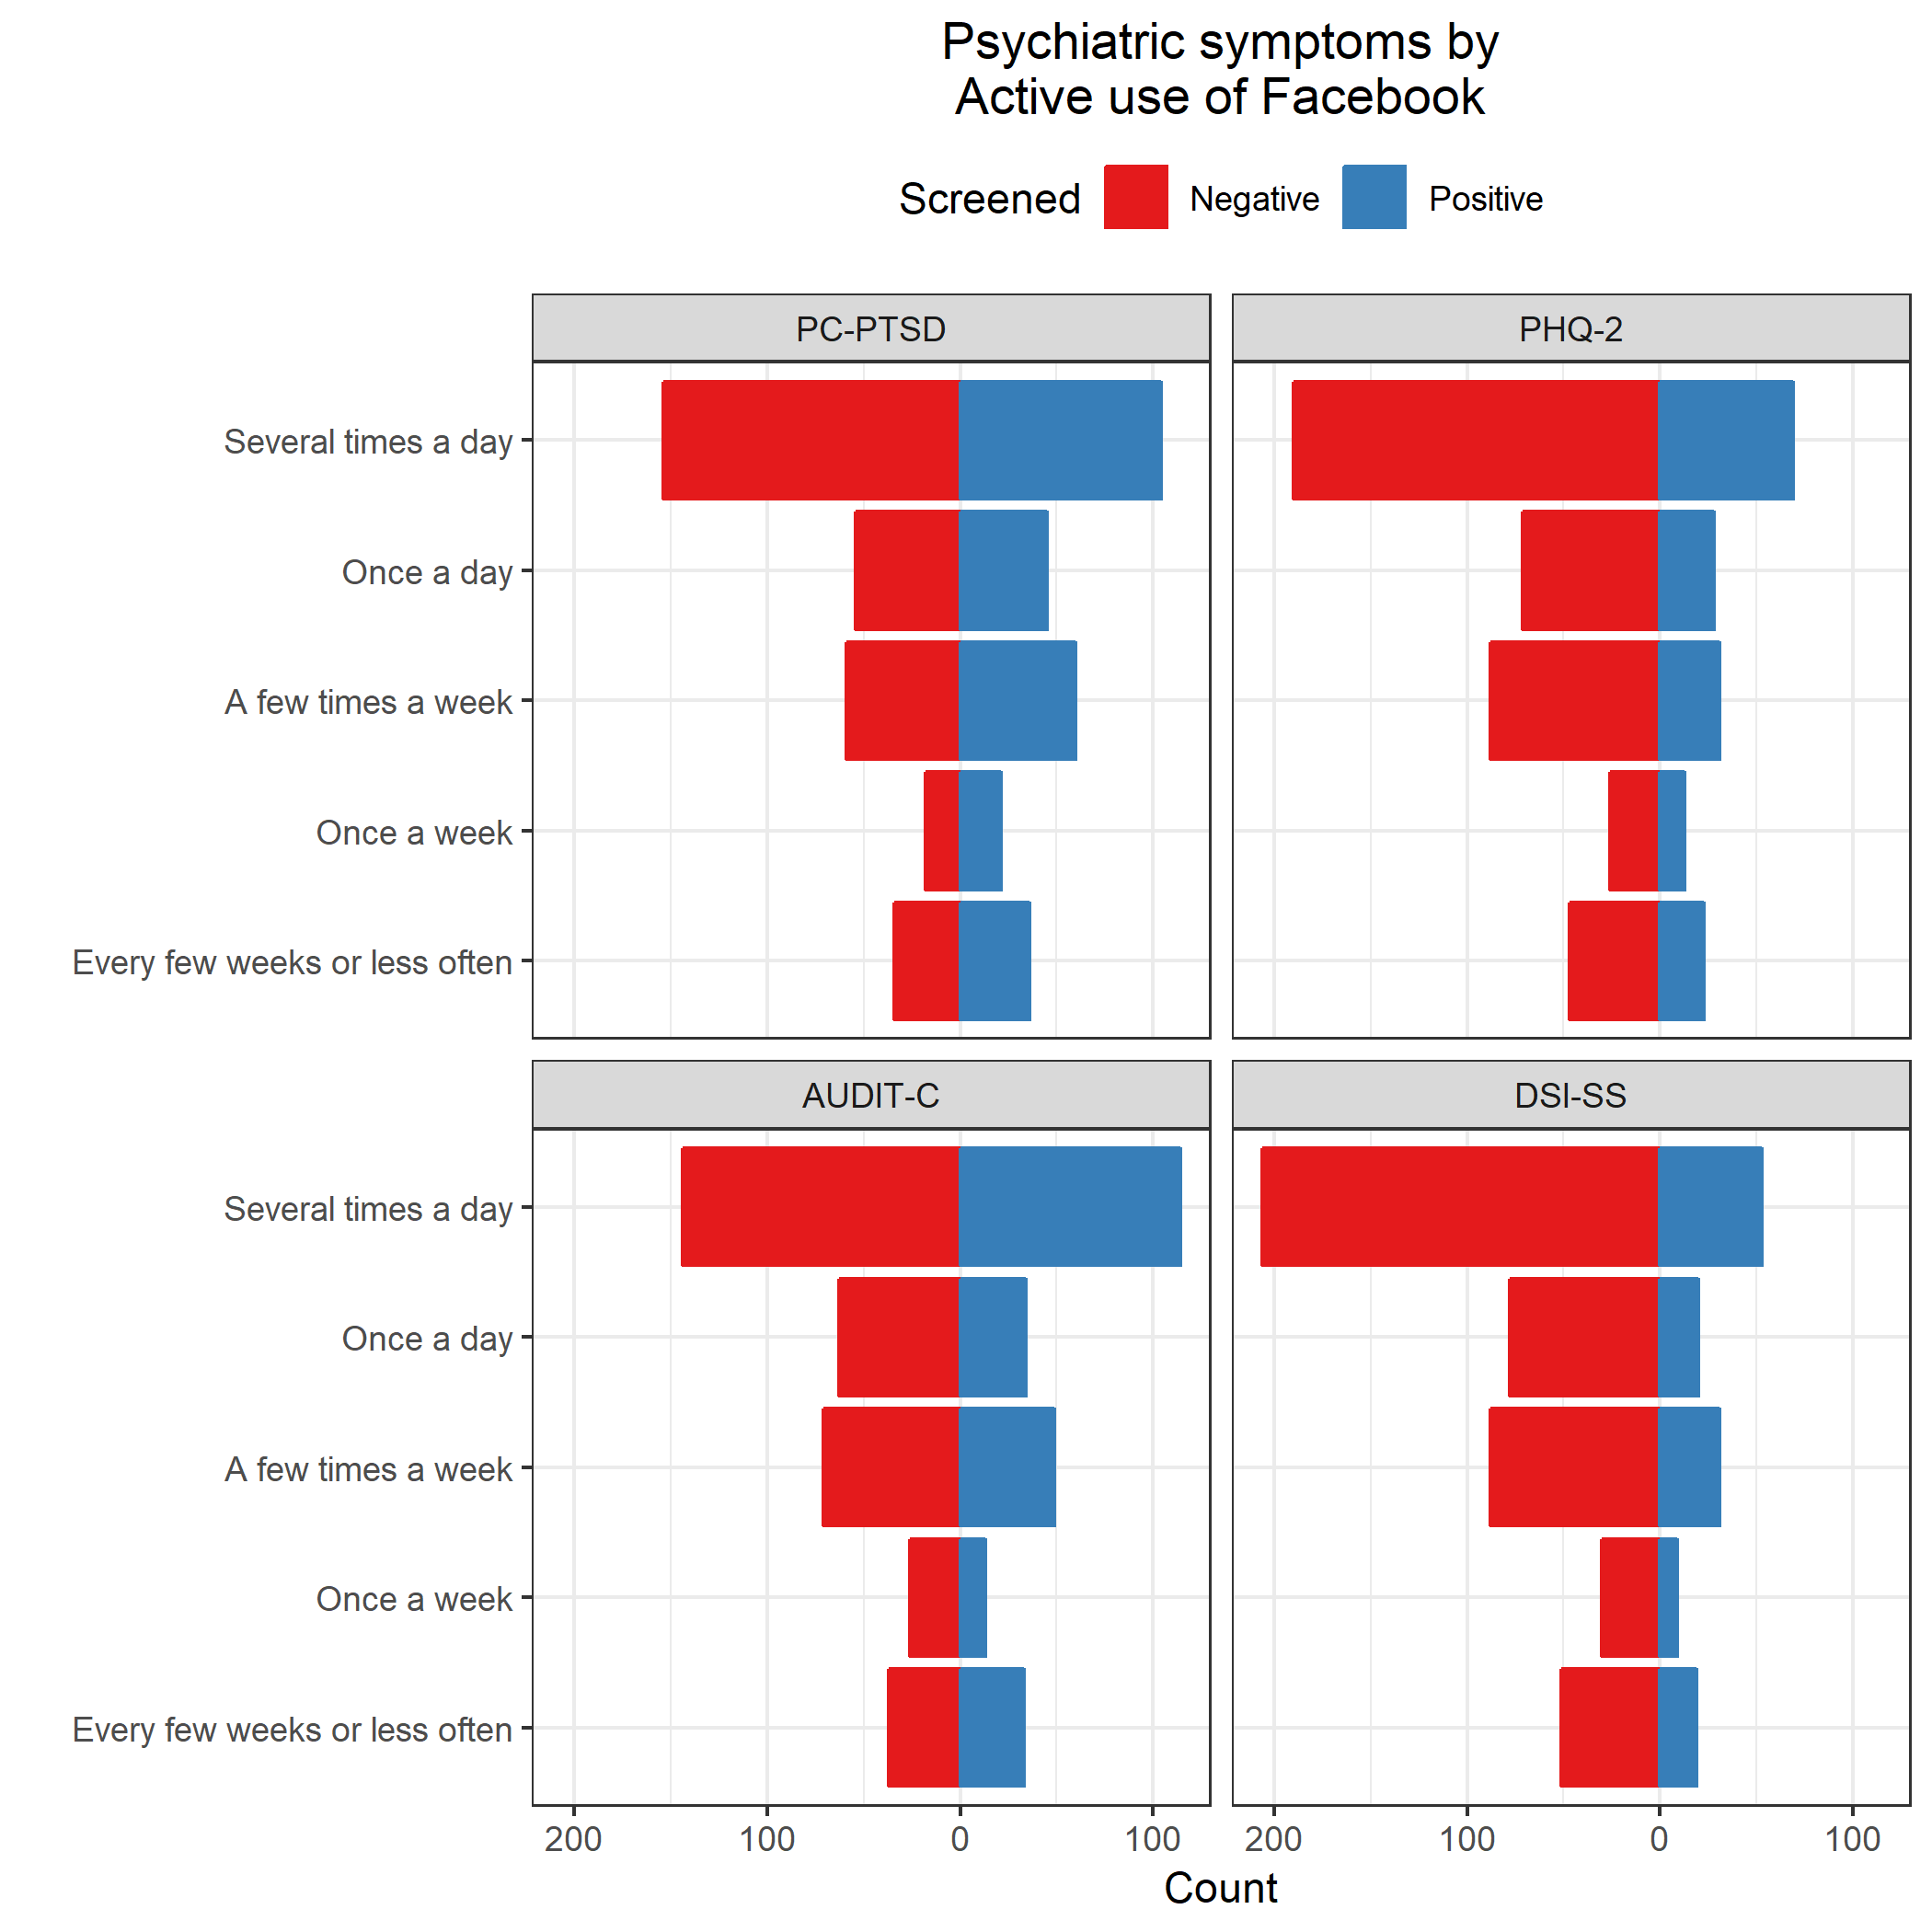 Psychiatric symptoms by
Active use of Facebook
Screened Negative Positive
PC-PTSD PHQ-2
Several times a day
Once a day
A few times a week
Once a week
Every few weeks or less often
AUDIT-C DSI-SS
Several times a day
Once a day
A few times a week
Once a week
Every few weeks or less often
200 100 0 100 200 100 0 100
Count